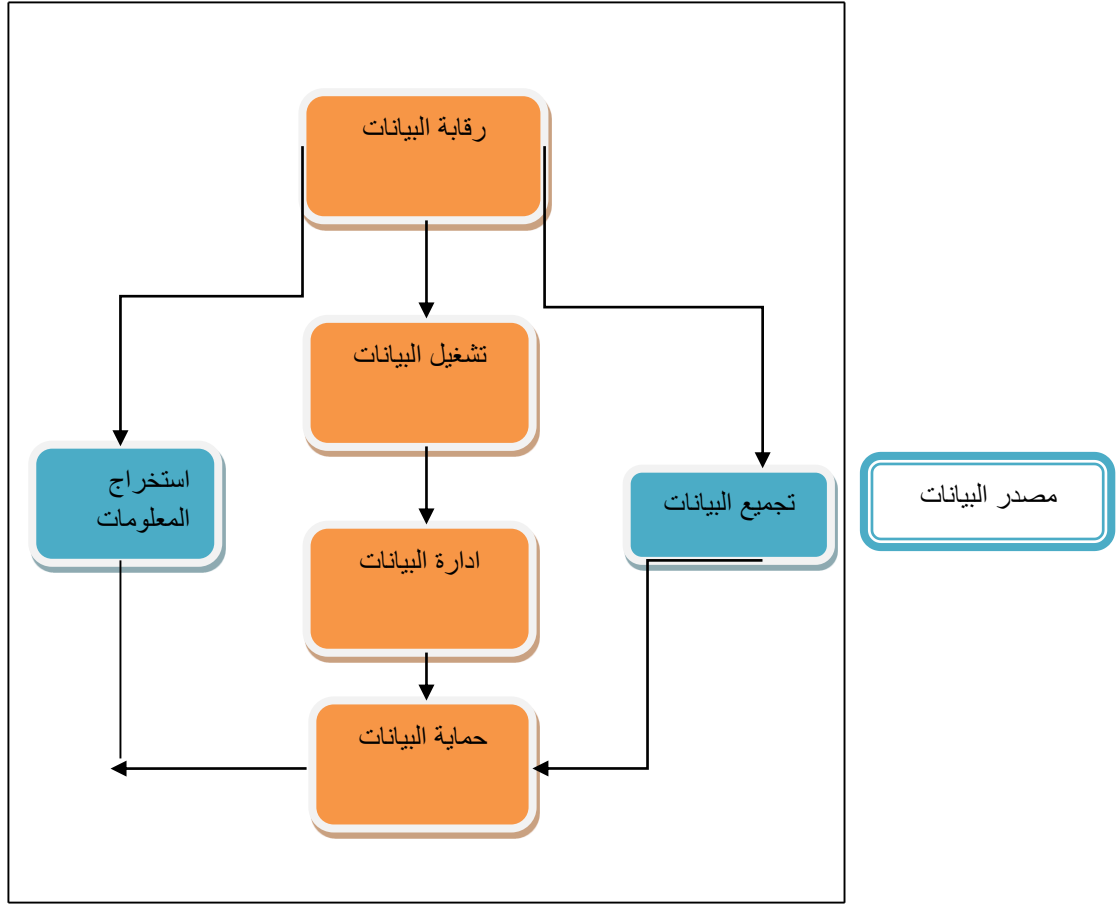 رقابة البيانات
تشغيل البيانات
مصدر البيانات
تجميع البيانات
استخراج
المعلومات
ادارة البيانات
حماية البيانات